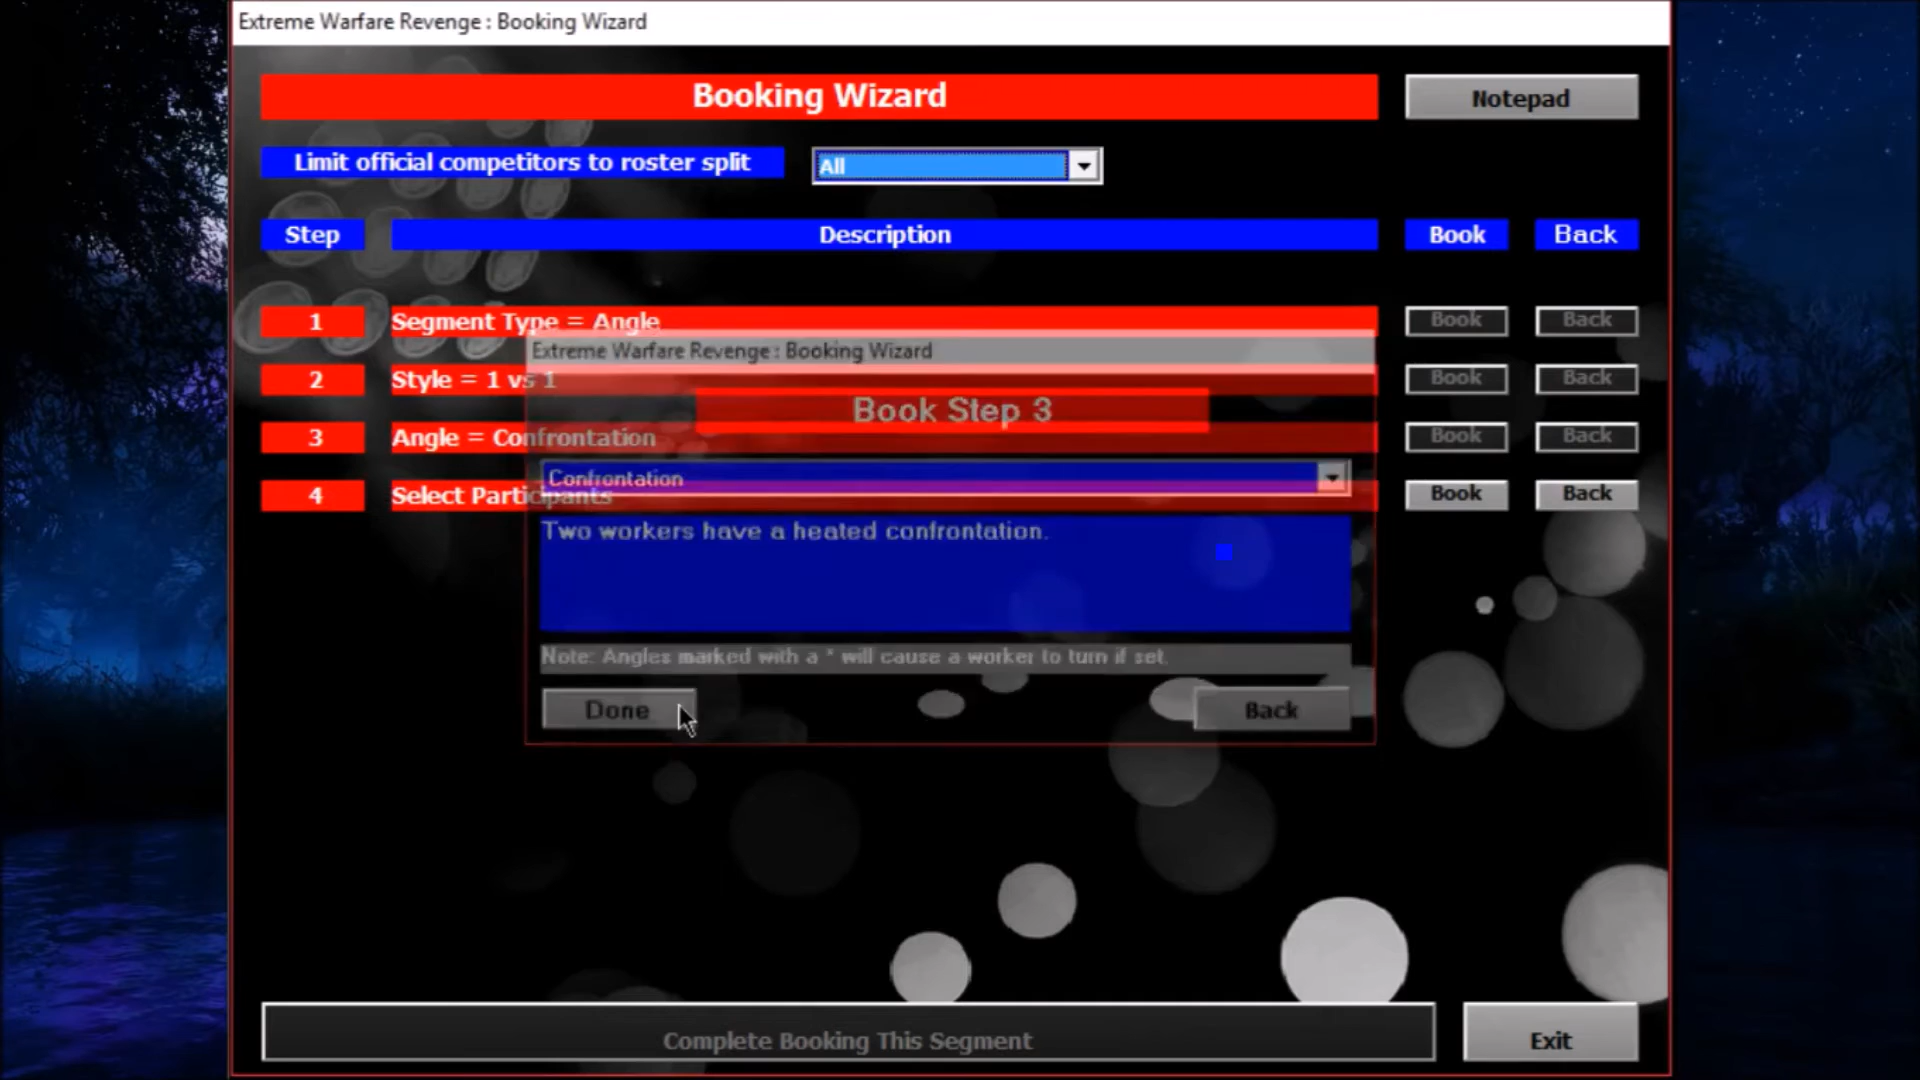 Extreme Warfare Revenge : Booking Wizard
Booking Wizard
Notepad
Limit official competitors to roster split
All
Step Description Book Back
1 Segment Type = Angle Book Back
Extreme Warfare Revenge : Booking Wizard
2 Style = 1 vs 1 Book Back
Book Step 3
3 Angle = Confrontation Book Back
Confrontation
4 Select Participants Book Back
Two workers have a heated confrontation.
Note: Angles marked with a * will cause a worker to turn if set.
Done Back
Complete Booking This Segment Exit